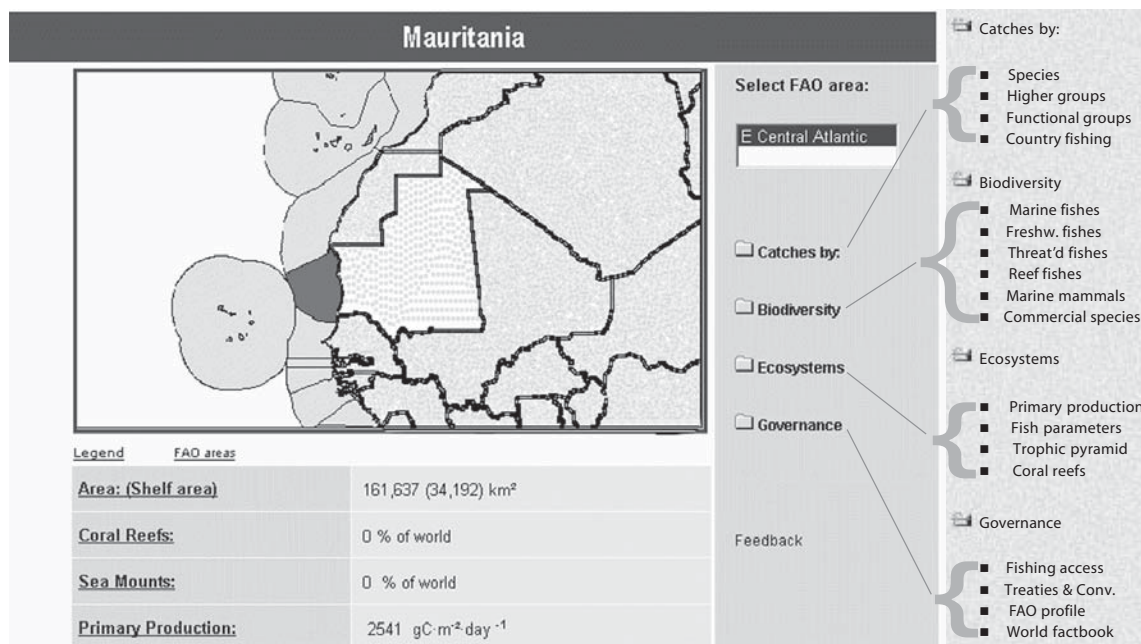 Mauritania
Select FAO area:
E Central Atlantic
Catches by:
Biodiversity
Ecosystems
Governance
Feedback
Legend
FAO areas
Area: (Shelf area)
161,637 (34,192) km²
Coral Reefs:
0 % of world
Sea Mounts:
0 % of world
Primary Production:
2541 gC·m⁻²·day⁻¹
Catches by:
■ Species
■ Higher groups
■ Functional groups
■ Country fishing
Biodiversity
■ Marine fishes
■ Freshw. fishes
■ Threat'd fishes
■ Reef fishes
■ Marine mammals
■ Commercial species
Ecosystems
■ Primary production
■ Fish parameters
■ Trophic pyramid
■ Coral reefs
Governance
■ Fishing access
■ Treaties & Conv.
■ FAO profile
■ World factbook